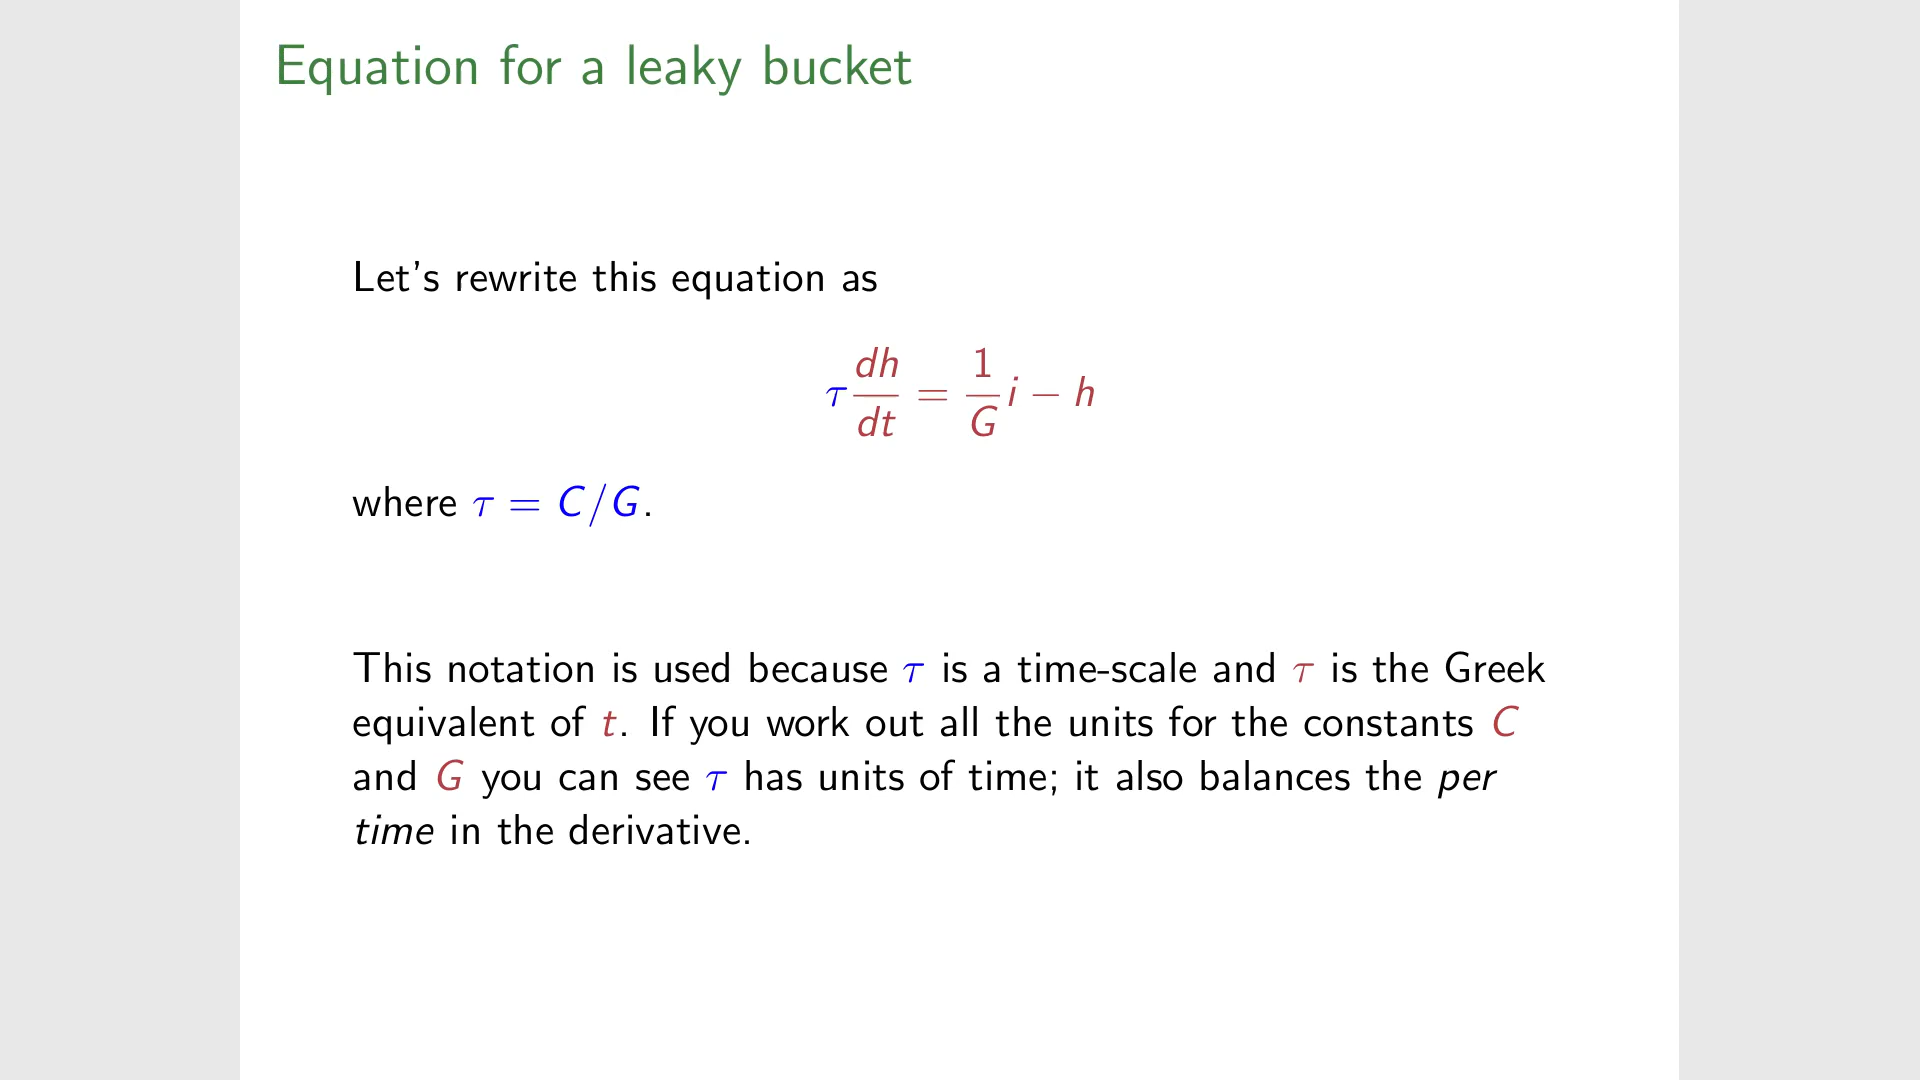 Equation for a leaky bucket
Let's rewrite this equation as
τ dh/dt = 1/G i − h
where τ = C/G.
This notation is used because τ is a time-scale and τ is the Greek
equivalent of t. If you work out all the units for the constants C
and G you can see τ has units of time; it also balances the per
time in the derivative.